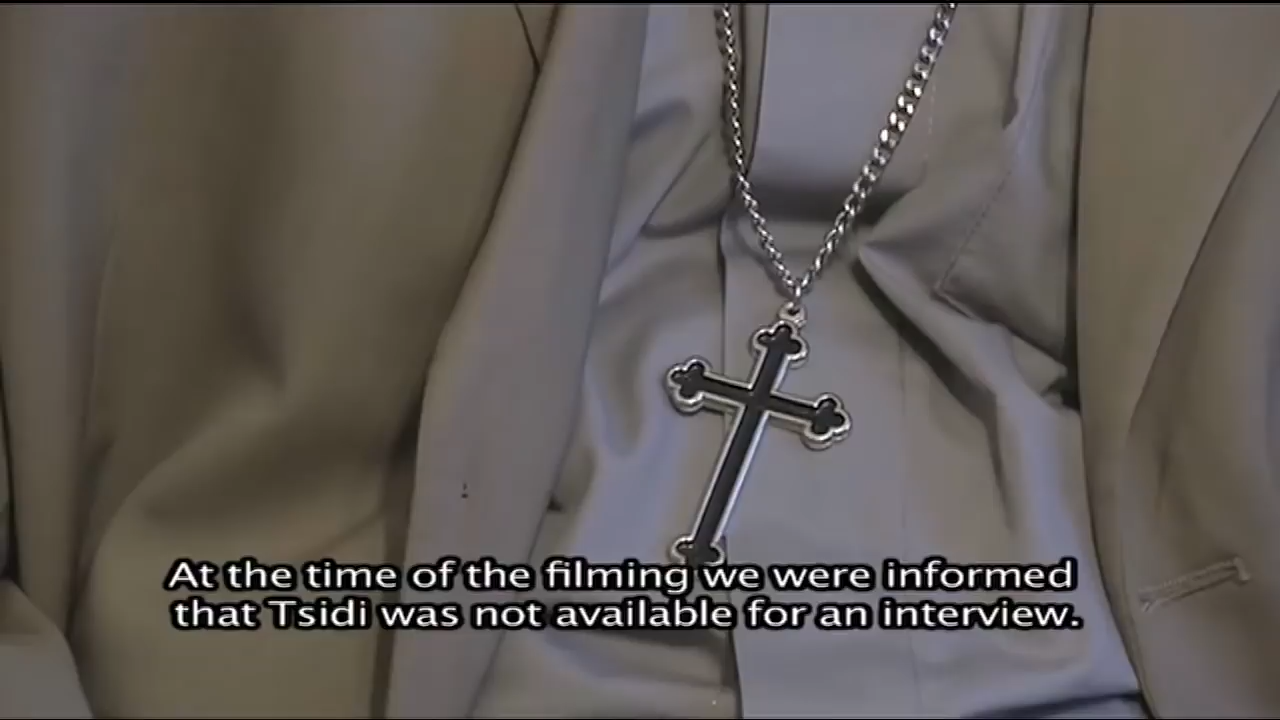 At the time of the filming we were informed
that Tsidi was not available for an interview.